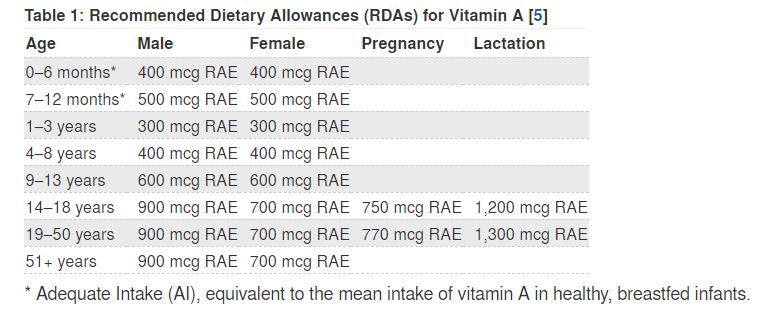 Table 1: Recommended Dietary Allowances (RDAs) for Vitamin A [5]
Age Male Female Pregnancy Lactation
0–6 months* 400 mcg RAE 400 mcg RAE
7–12 months* 500 mcg RAE 500 mcg RAE
1–3 years 300 mcg RAE 300 mcg RAE
4–8 years 400 mcg RAE 400 mcg RAE
9–13 years 600 mcg RAE 600 mcg RAE
14–18 years 900 mcg RAE 700 mcg RAE 750 mcg RAE 1,200 mcg RAE
19–50 years 900 mcg RAE 700 mcg RAE 770 mcg RAE 1,300 mcg RAE
51+ years 900 mcg RAE 700 mcg RAE
* Adequate Intake (AI), equivalent to the mean intake of vitamin A in healthy, breastfed infants.